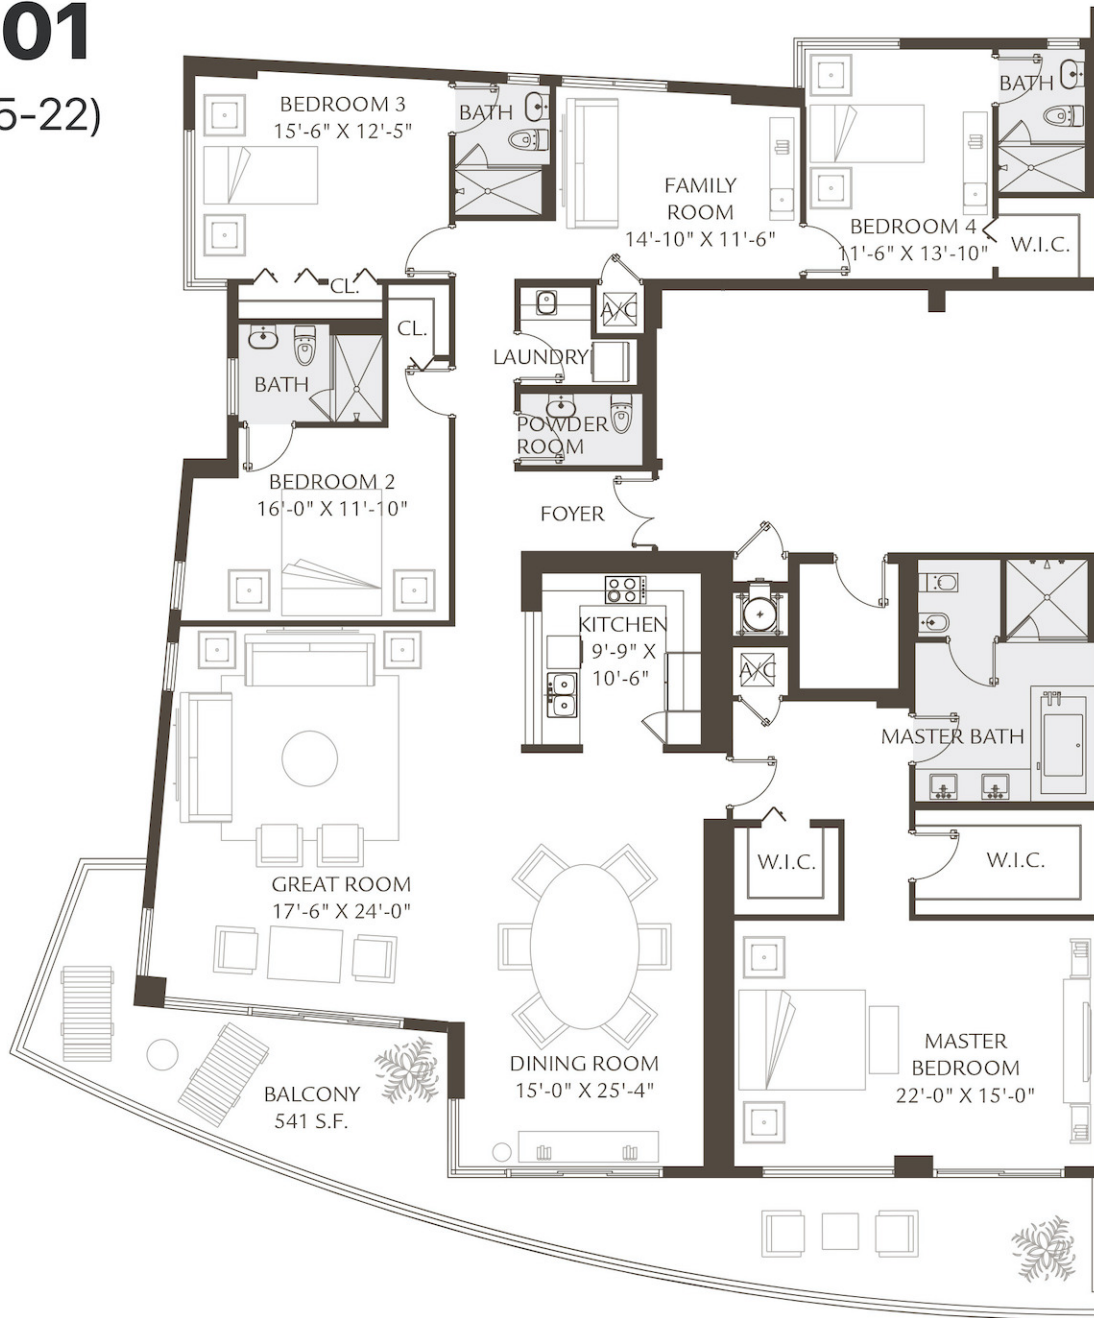 01
5-22)
BEDROOM 3
15'-6" X 12'-5"
BATH
FAMILY
ROOM
14'-10" X 11'-6"
BATH
BEDROOM 4
11'-6" X 13'-10"
W.I.C.
CL.
CL.
A/C
LAUNDRY
BATH
POWDER
ROOM
BEDROOM 2
16'-0" X 11'-10"
FOYER
KITCHEN
9'-9" X
10'-6"
A/C
MASTER BATH
W.I.C.
W.I.C.
GREAT ROOM
17'-6" X 24'-0"
DINING ROOM
15'-0" X 25'-4"
MASTER
BEDROOM
22'-0" X 15'-0"
BALCONY
541 S.F.